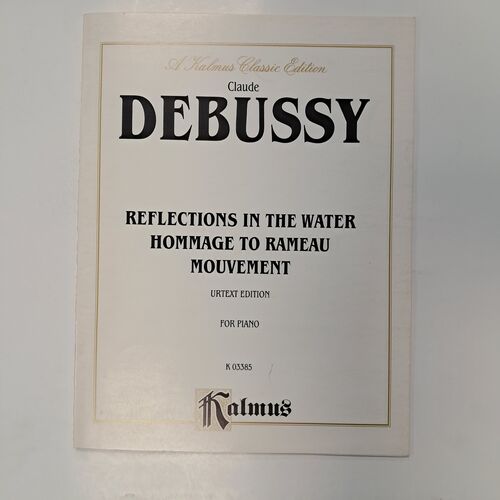 A Kalmus Classic Edition
Claude
DEBUSSY
REFLECTIONS IN THE WATER
HOMMAGE TO RAMEAU
MOUVEMENT
URTEXT EDITION
FOR PIANO
K 03385
Kalmus